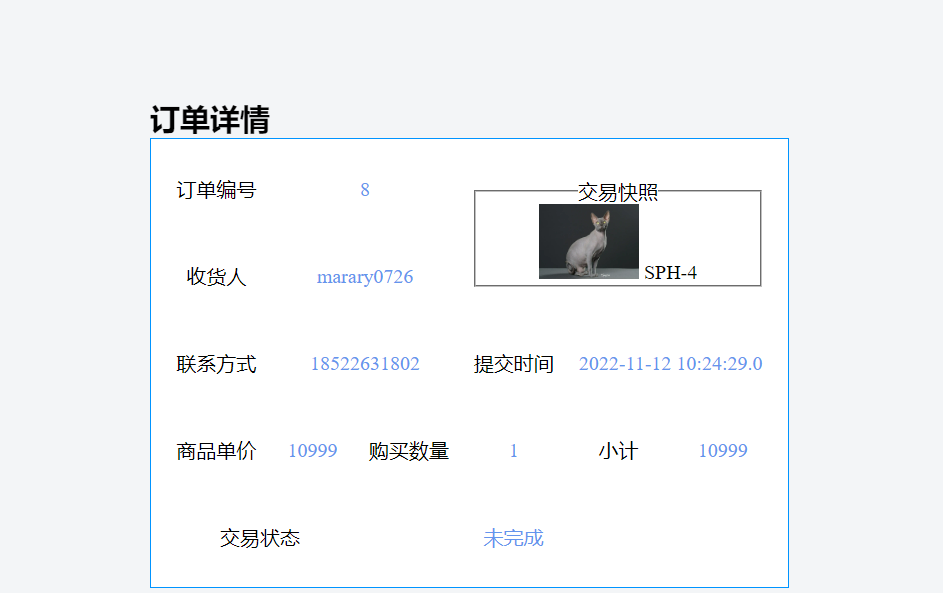 订单详情
订单编号 8 交易快照
SPH-4
收货人 marary0726
联系方式 18522631802 提交时间 2022-11-12 10:24:29.0
商品单价 10999 购买数量 1 小计 10999
交易状态 未完成